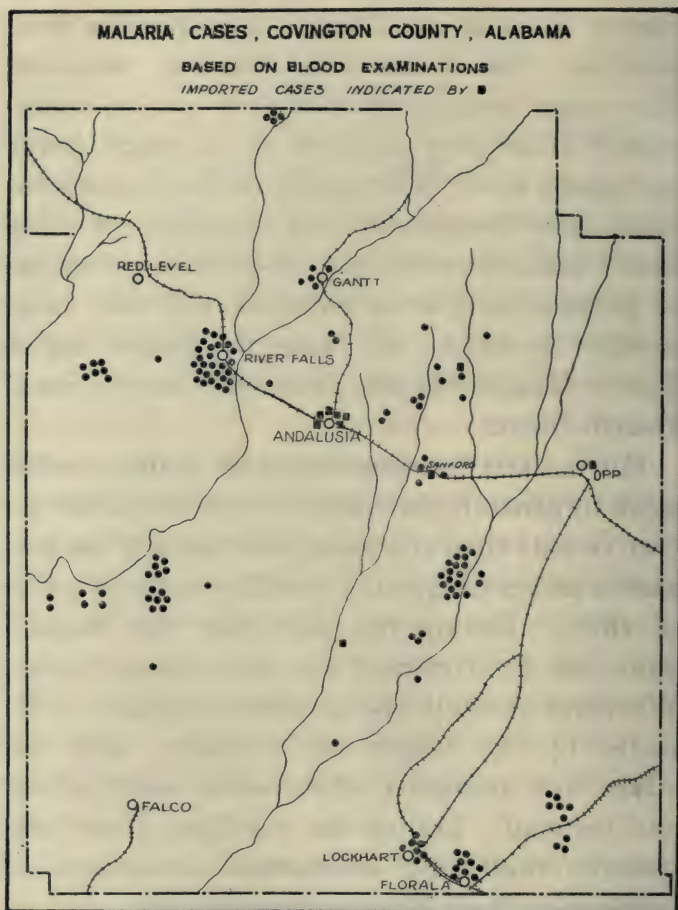 MALARIA CASES, COVINGTON COUNTY, ALABAMA
BASED ON BLOOD EXAMINATIONS
IMPORTED CASES INDICATED BY ■
RED LEVEL
GANTT
RIVER FALLS
ANDALUSIA
SANFORD
OPP
FALCO
LOCKHART
FLORALA